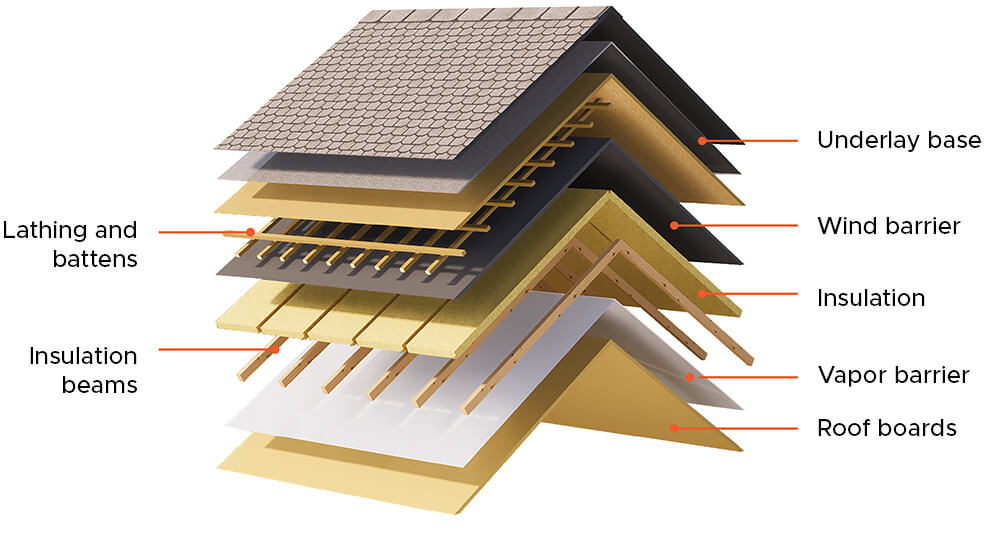 Underlay base
Lathing and
battens
Wind barrier
Insulation
Insulation
beams
Vapor barrier
Roof boards